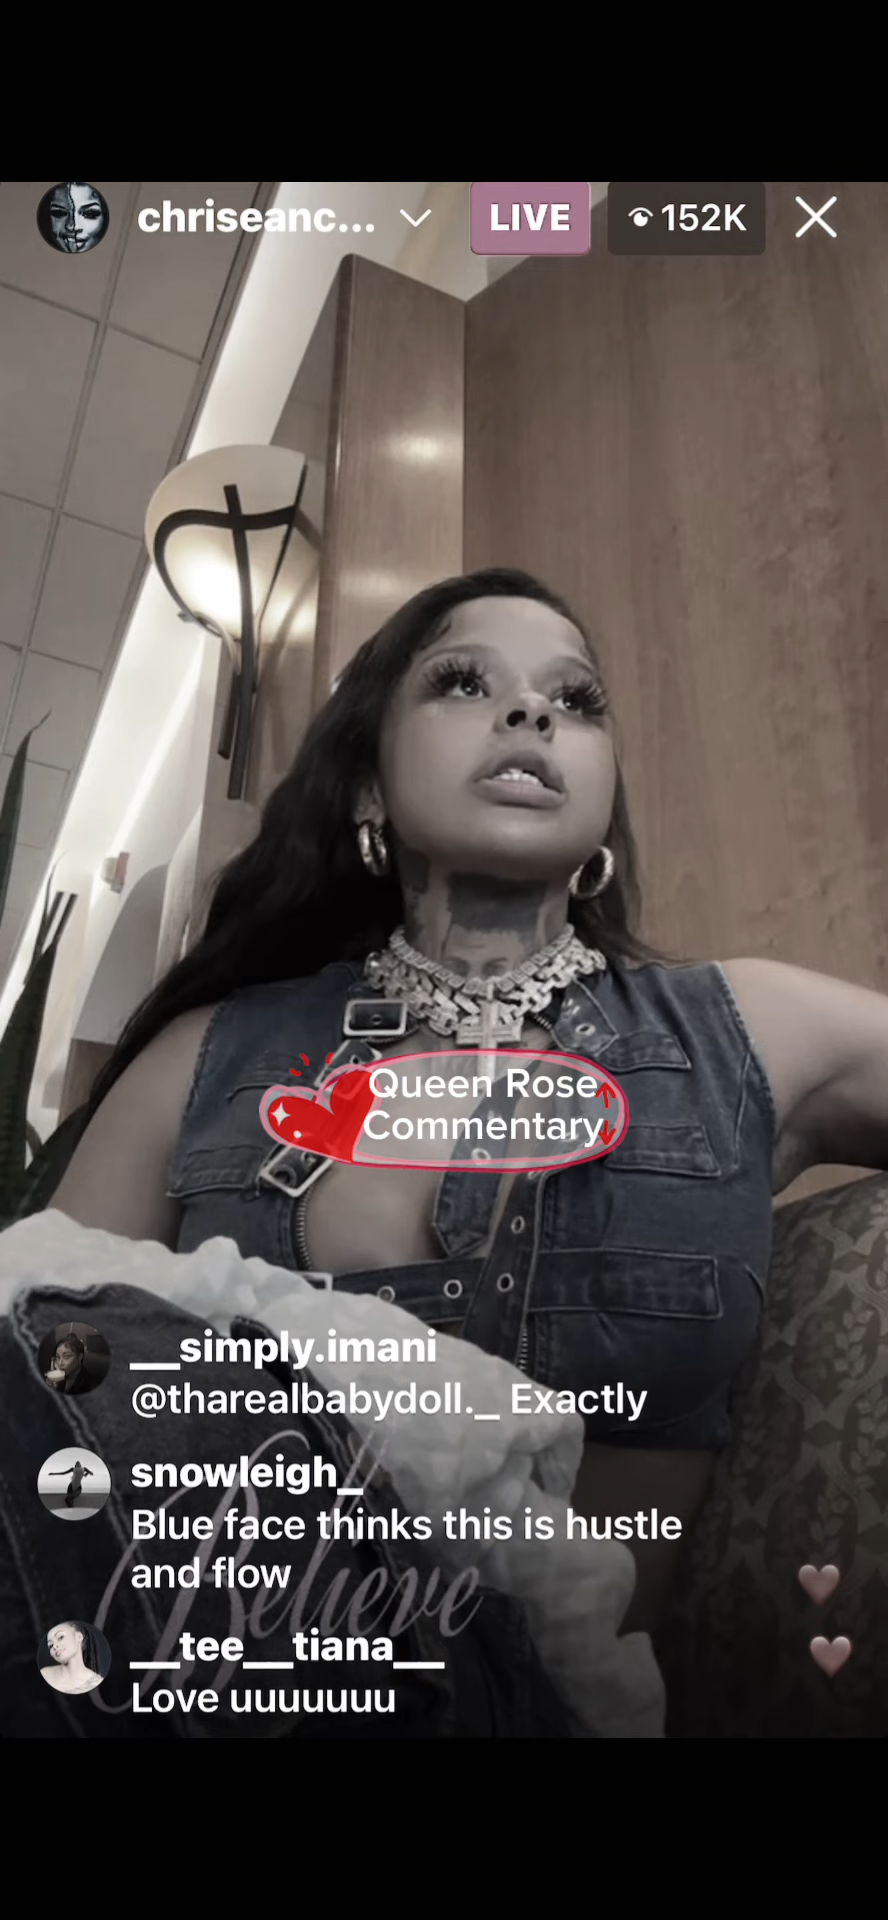 chriseanc...
LIVE
152K
Queen Rose
Commentary
__simply.imani
@tharealbabydoll._ Exactly
snowleigh_
Blue face thinks this is hustle
and flow
Believe
__tee__tiana__
Love uuuuuuu